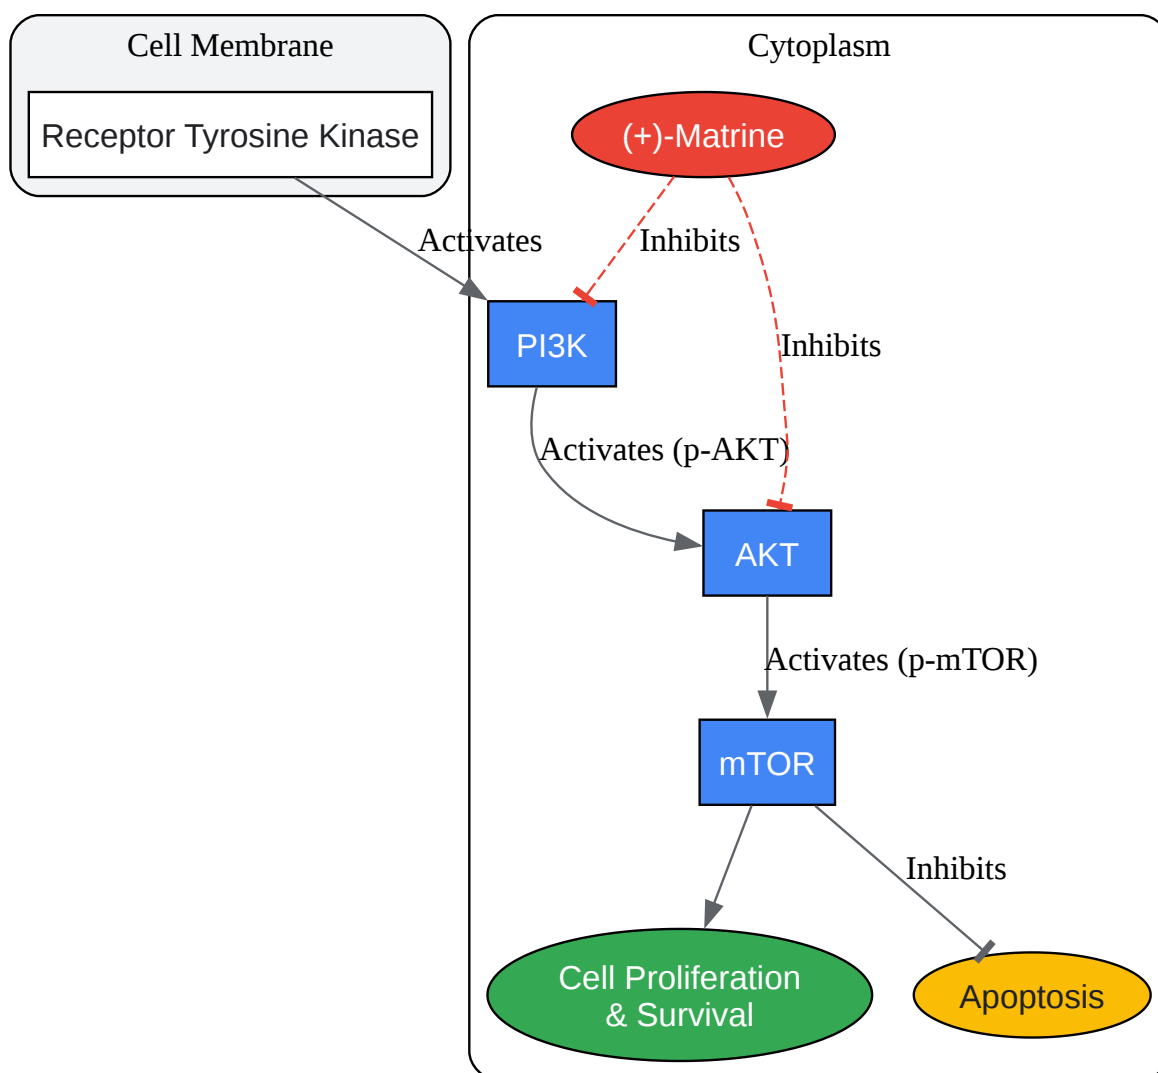 Cell Membrane
Cytoplasm
Receptor Tyrosine Kinase
(+)-Matrine
Activates
Inhibits
PI3K
Inhibits
Activates (p-AKT)
AKT
Activates (p-mTOR)
mTOR
Inhibits
Cell Proliferation
& Survival
Apoptosis